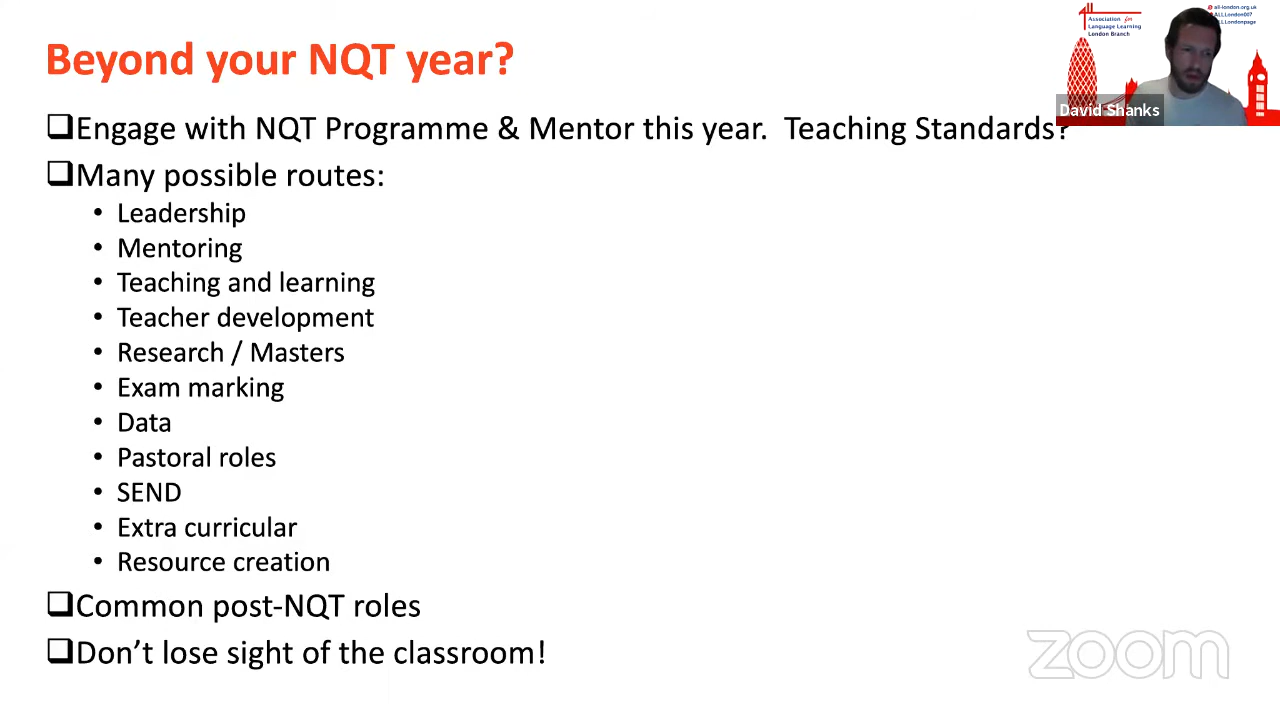 Beyond your NQT year?
Association for
Language Learning
London Branch
all-london.org.uk
ALLLondon007
ALLLondonpage
David Shanks
Engage with NQT Programme & Mentor this year. Teaching Standards?
Many possible routes:
• Leadership
• Mentoring
• Teaching and learning
• Teacher development
• Research / Masters
• Exam marking
• Data
• Pastoral roles
• SEND
• Extra curricular
• Resource creation
Common post-NQT roles
Don't lose sight of the classroom!
zoom